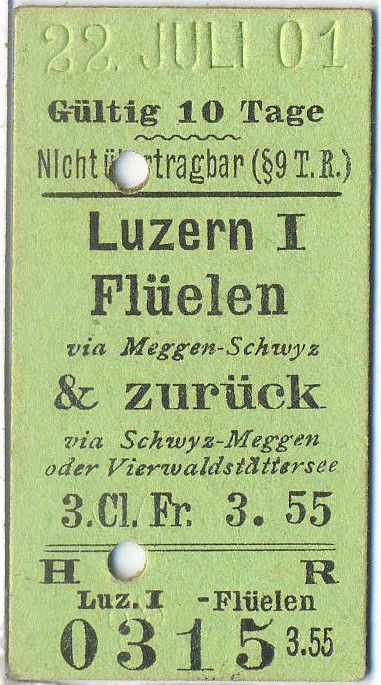 22. JULI 01
Gültig 10 Tage
Nicht übertragbar (§9 T.R.)
Luzern I
Flüelen
via Meggen-Schwyz
& zurück
via Schwyz-Meggen
oder Vierwaldstättersee
3.Cl. Fr. 3.55
H R
Luz.I -Flüelen
0315 3.55